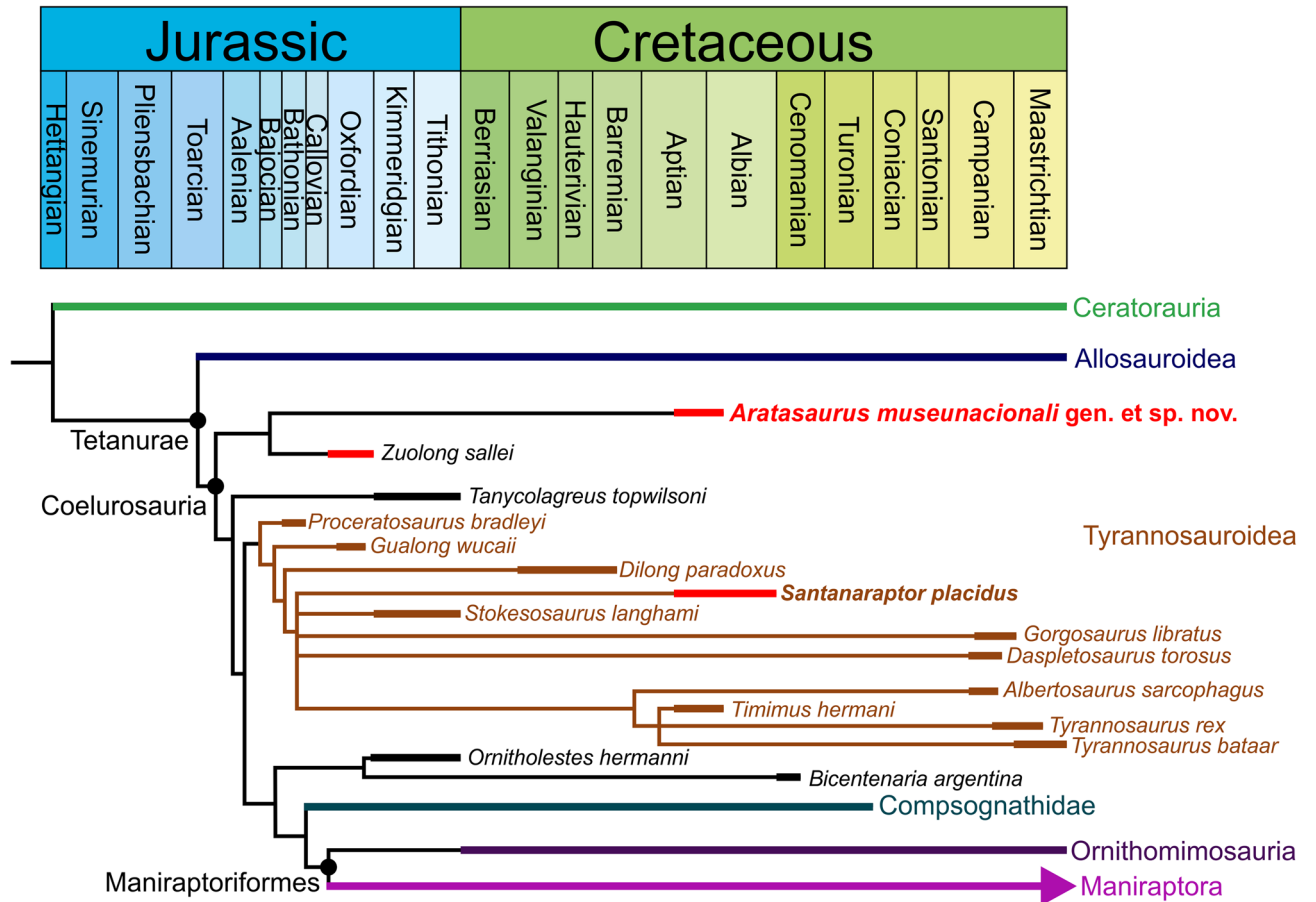 Jurassic
Cretaceous
Hettangian
Sinemurian
Pliensbachian
Toarcian
Aalenian
Bajocian
Bathonian
Callovian
Oxfordian
Kimmeridgian
Tithonian
Berriasian
Valanginian
Hauterivian
Barremian
Aptian
Albian
Cenomanian
Turonian
Coniacian
Santonian
Campanian
Maastrichtian
Ceratorauria
Allosauroidea
Aratasaurus museunacionali gen. et sp. nov.
Tetanurae
Zuolong sallei
Coelurosauria
Tanycolagreus topwilsoni
Proceratosaurus bradleyi
Tyrannosauroidea
Gualong wucaii
Dilong paradoxus
Santanaraptor placidus
Stokesosaurus langhami
Gorgosaurus libratus
Daspletosaurus torosus
Albertosaurus sarcophagus
Timimus hermani
Tyrannosaurus rex
Tyrannosaurus bataar
Ornitholestes hermanni
Bicentenaria argentina
Compsognathidae
Ornithomimosauria
Maniraptoriformes
Maniraptora